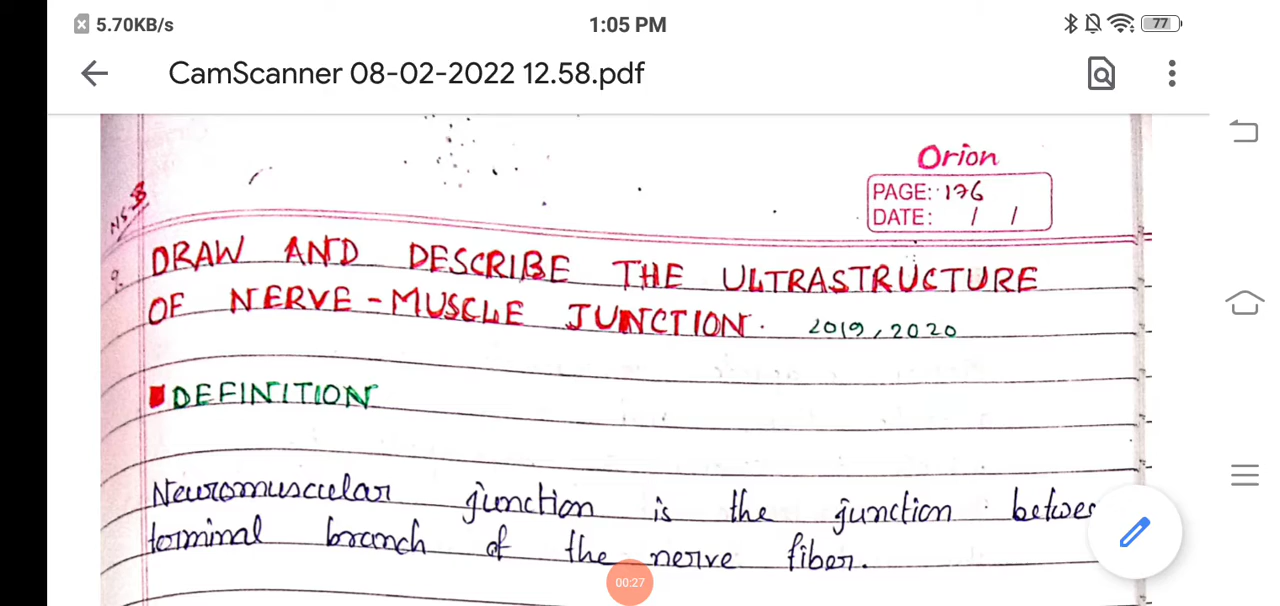 5.70KB/s
1:05 PM
77
CamScanner 08-02-2022 12.58.pdf
Orion
PAGE: 176
DATE: / /
NS-3
Q. DRAW AND DESCRIBE THE ULTRASTRUCTURE
OF NERVE-MUSCLE JUNCTION. 2019, 2020
DEFINITION
Neuromuscular junction is the junction betwee
terminal branch of the nerve fiber.
00:27